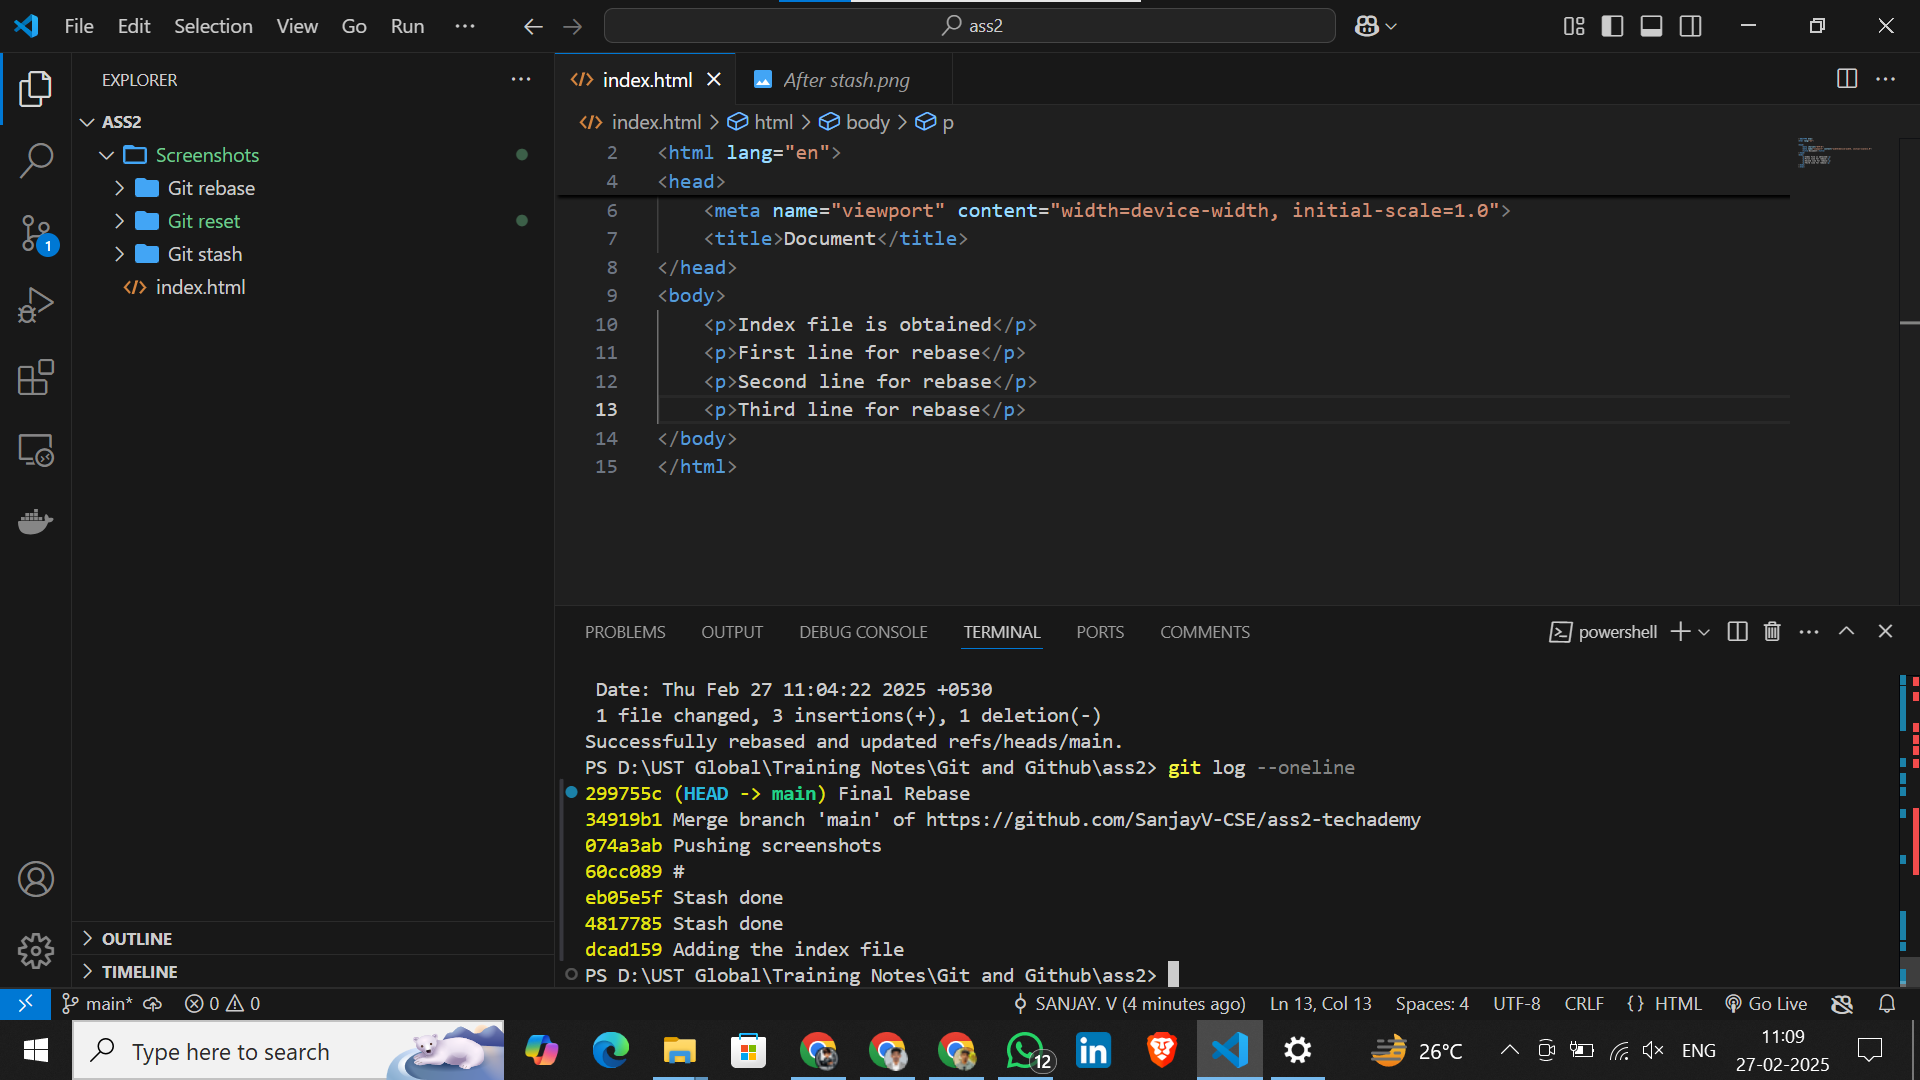 File Edit Selection View Go Run ··· ass2
EXPLORER ···
ASS2
Screenshots
Git rebase
Git reset
Git stash
index.html
OUTLINE
TIMELINE
1
index.html After stash.png
index.html > html > body > p
2 <html lang="en">
4 <head>
6 <meta name="viewport" content="width=device-width, initial-scale=1.0">
7 <title>Document</title>
8 </head>
9 <body>
10 <p>Index file is obtained</p>
11 <p>First line for rebase</p>
12 <p>Second line for rebase</p>
13 <p>Third line for rebase</p>
14 </body>
15 </html>
PROBLEMS OUTPUT DEBUG CONSOLE TERMINAL PORTS COMMENTS powershell
Date: Thu Feb 27 11:04:22 2025 +0530
1 file changed, 3 insertions(+), 1 deletion(-)
Successfully rebased and updated refs/heads/main.
PS D:\UST Global\Training Notes\Git and Github\ass2> git log --oneline
299755c (HEAD -> main) Final Rebase
34919b1 Merge branch 'main' of https://github.com/SanjayV-CSE/ass2-techademy
074a3ab Pushing screenshots
60cc089 #
eb05e5f Stash done
4817785 Stash done
dcad159 Adding the index file
PS D:\UST Global\Training Notes\Git and Github\ass2>
main* 0 0 SANJAY. V (4 minutes ago) Ln 13, Col 13 Spaces: 4 UTF-8 CRLF {} HTML Go Live
Type here to search 12 26°C ENG 11:09
27-02-2025